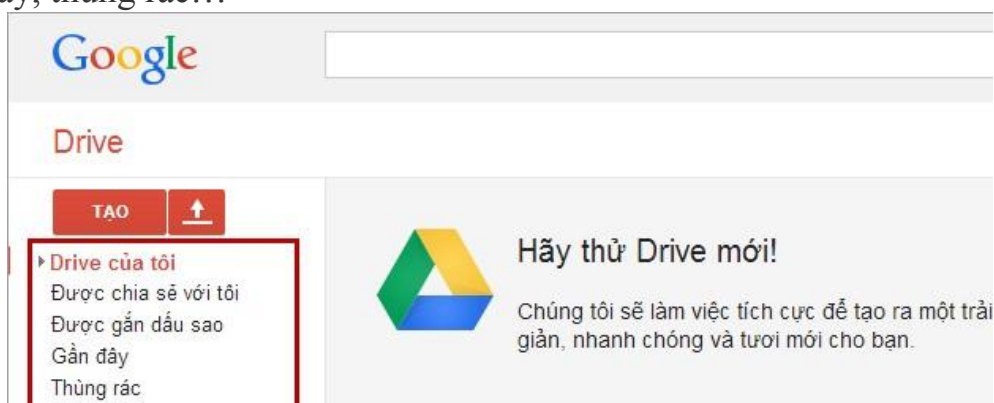 thùng rác…
Google
Drive
TẠO
Drive của tôi
Được chia sẻ với tôi
Được gắn dấu sao
Gần đây
Thùng rác
Hãy thử Drive mới!
Chúng tôi sẽ làm việc tích cực để tạo ra một trải
giản, nhanh chóng và tươi mới cho bạn.